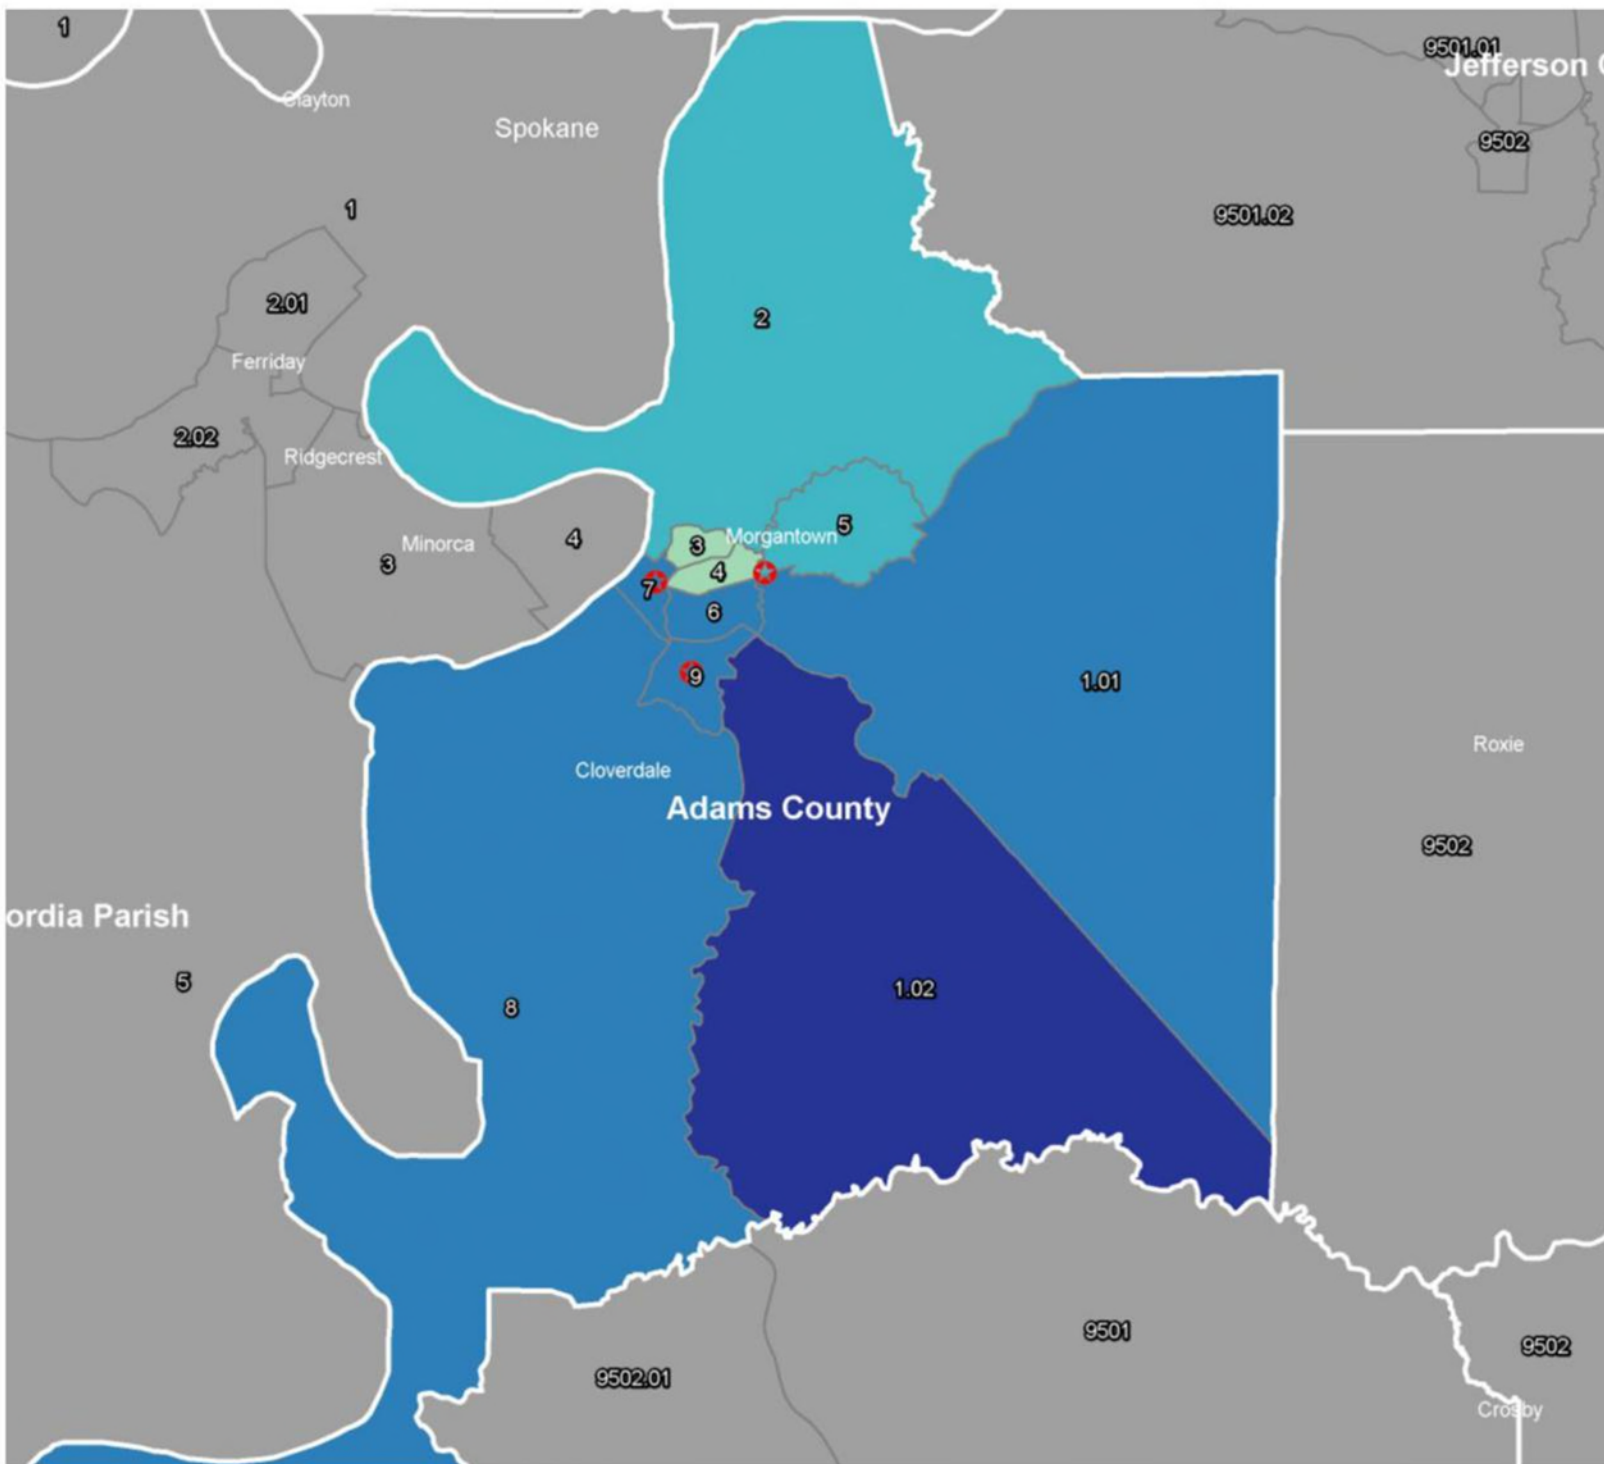 1
9501.01
Jefferson C
Clayton
Spokane
9502
1
9501.02
2.01
2
Ferriday
2.02
Ridgecrest
5
Morgantown
4
Minorca
3
3
4
7
6
9
1.01
Roxie
Cloverdale
Adams County
9502
ordia Parish
5
1.02
8
9501
9502
9502.01
Crosby